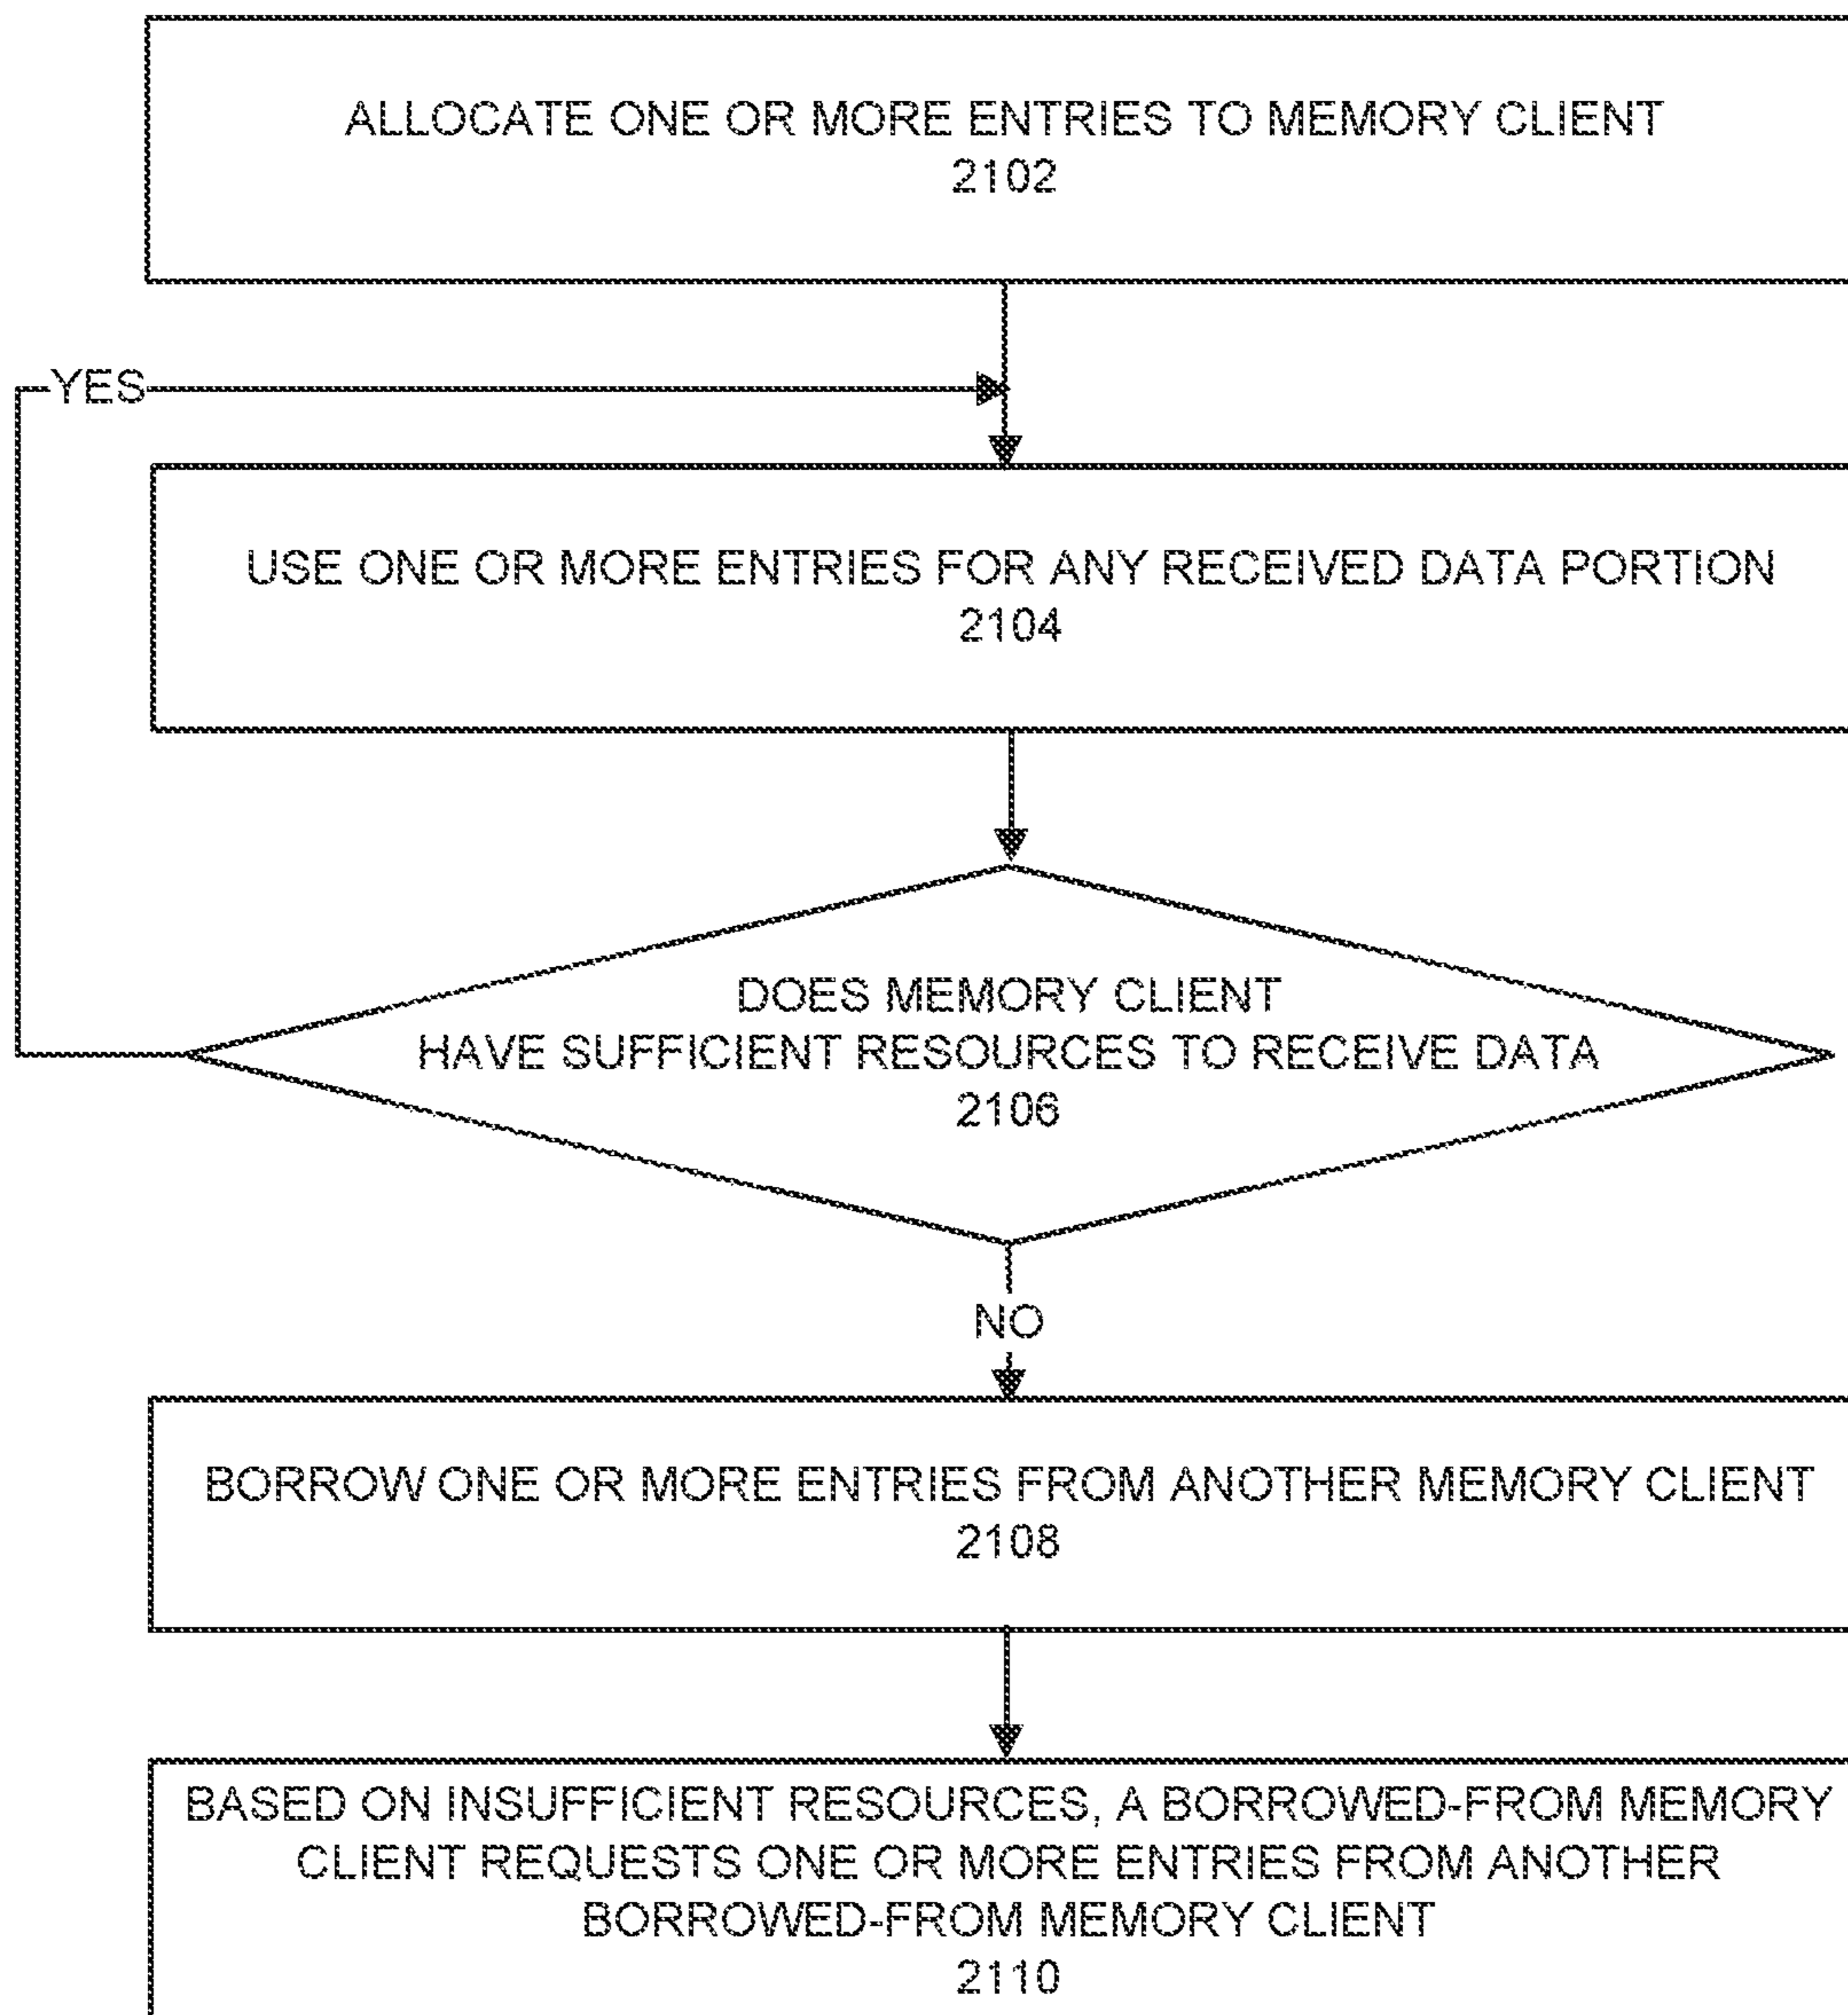 ALLOCATE ONE OR MORE ENTRIES TO MEMORY CLIENT
2102
YES
USE ONE OR MORE ENTRIES FOR ANY RECEIVED DATA PORTION
2104
DOES MEMORY CLIENT
HAVE SUFFICIENT RESOURCES TO RECEIVE DATA
2106
NO
BORROW ONE OR MORE ENTRIES FROM ANOTHER MEMORY CLIENT
2108
BASED ON INSUFFICIENT RESOURCES, A BORROWED-FROM MEMORY
CLIENT REQUESTS ONE OR MORE ENTRIES FROM ANOTHER
BORROWED-FROM MEMORY CLIENT
2110